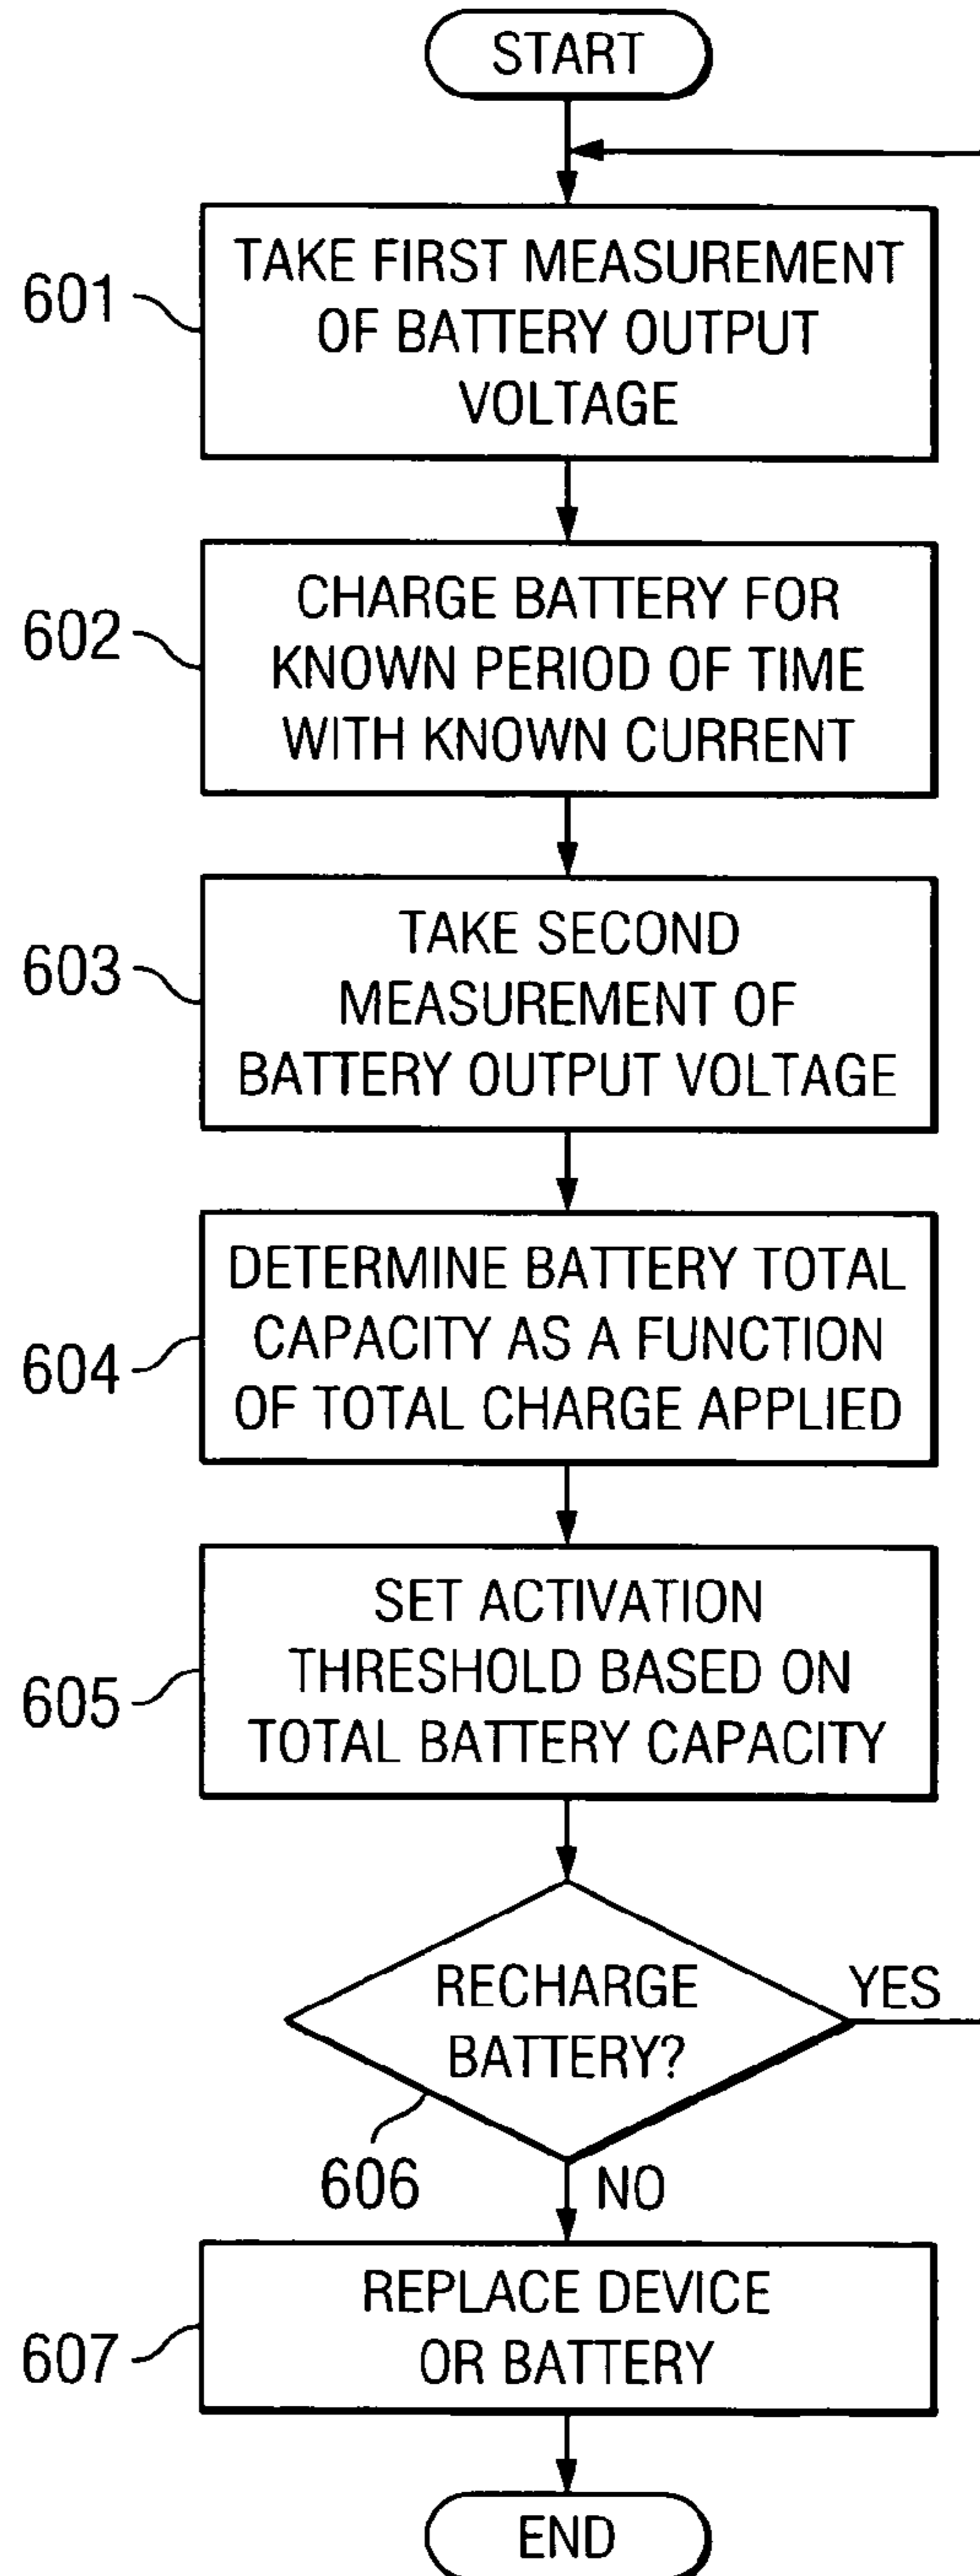 START
601
TAKE FIRST MEASUREMENT
OF BATTERY OUTPUT
VOLTAGE
602
CHARGE BATTERY FOR
KNOWN PERIOD OF TIME
WITH KNOWN CURRENT
603
TAKE SECOND
MEASUREMENT OF
BATTERY OUTPUT VOLTAGE
604
DETERMINE BATTERY TOTAL
CAPACITY AS A FUNCTION
OF TOTAL CHARGE APPLIED
605
SET ACTIVATION
THRESHOLD BASED ON
TOTAL BATTERY CAPACITY
RECHARGE
BATTERY?
YES
606
NO
607
REPLACE DEVICE
OR BATTERY
END